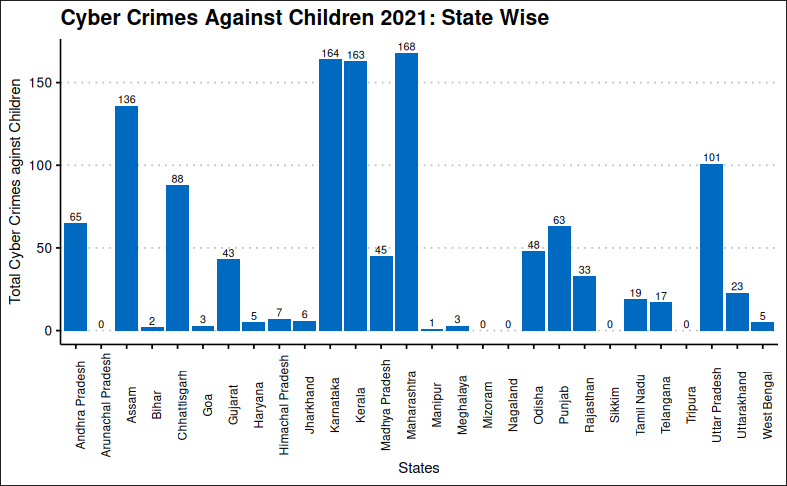 Cyber Crimes Against Children 2021: State Wise
Total Cyber Crimes against Children
150
100
50
0
65
0
136
2
88
3
43
5
7
6
164
163
45
168
1
3
0
0
48
63
33
0
19
17
0
101
23
5
Andhra Pradesh
Arunachal Pradesh
Assam
Bihar
Chhattisgarh
Goa
Gujarat
Haryana
Himachal Pradesh
Jharkhand
Karnataka
Kerala
Madhya Pradesh
Maharashtra
Manipur
Meghalaya
Mizoram
Nagaland
Odisha
Punjab
Rajasthan
Sikkim
Tamil Nadu
Telangana
Tripura
Uttar Pradesh
Uttarakhand
West Bengal
States